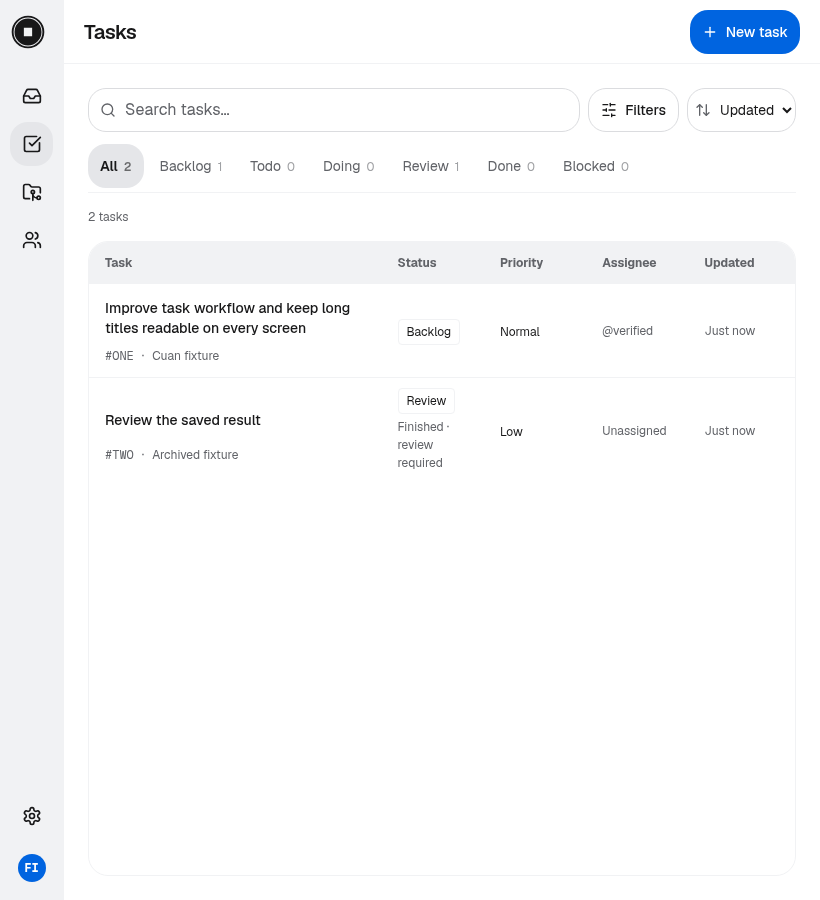 Tasks
New task
Search tasks...
Filters
Updated
All 2
Backlog 1
Todo 0
Doing 0
Review 1
Done 0
Blocked 0
2 tasks
Task Status Priority Assignee Updated
Improve task workflow and keep long
titles readable on every screen
#ONE · Cuan fixture
Backlog
Normal
@verified
Just now
Review the saved result
#TWO · Archived fixture
Review
Finished ·
review
required
Low
Unassigned
Just now
FI